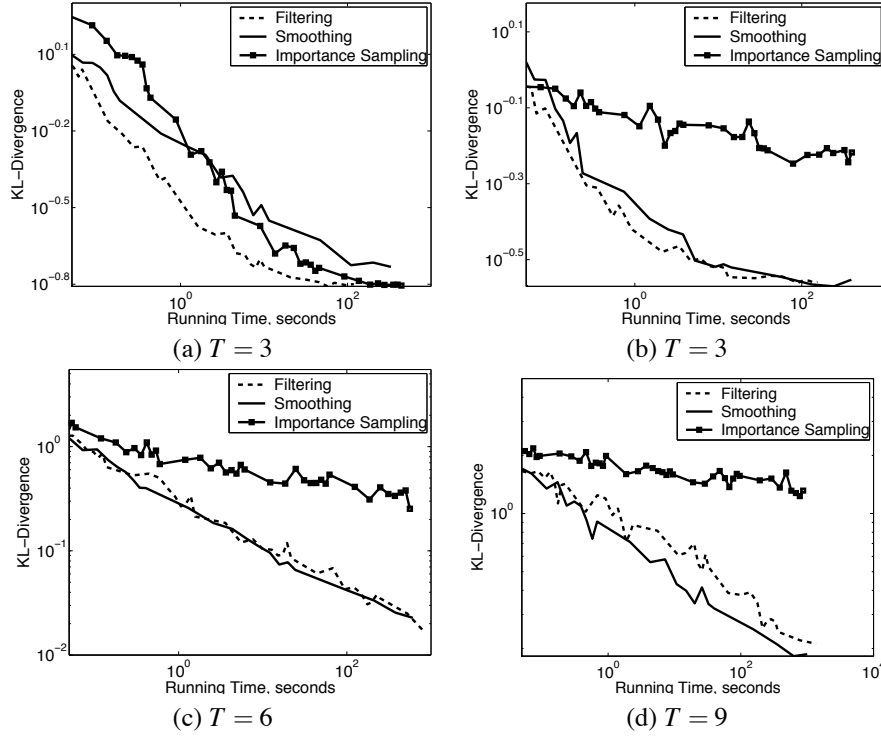 Filtering
Smoothing
Importance Sampling
10^0.1
10^−0.2
10^−0.5
10^−0.8
KL−Divergence
10^0
10^2
Running Time, seconds
(a) T = 3
Filtering
Smoothing
Importance Sampling
10^−0.1
10^−0.3
10^−0.5
KL−Divergence
10^0
10^2
Running Time, seconds
(b) T = 3
Filtering
Smoothing
Importance Sampling
10^0
10^−1
10^−2
KL−Divergence
10^0
10^2
Running Time, seconds
(c) T = 6
Filtering
Smoothing
Importance Sampling
10^0
KL−Divergence
10^0
10^2
10^4
Running Time, seconds
(d) T = 9